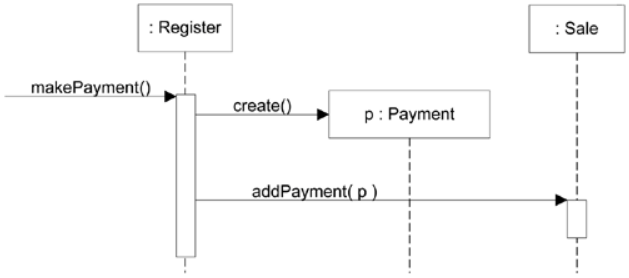 : Register
: Sale
makePayment()
create()
p : Payment
addPayment( p )